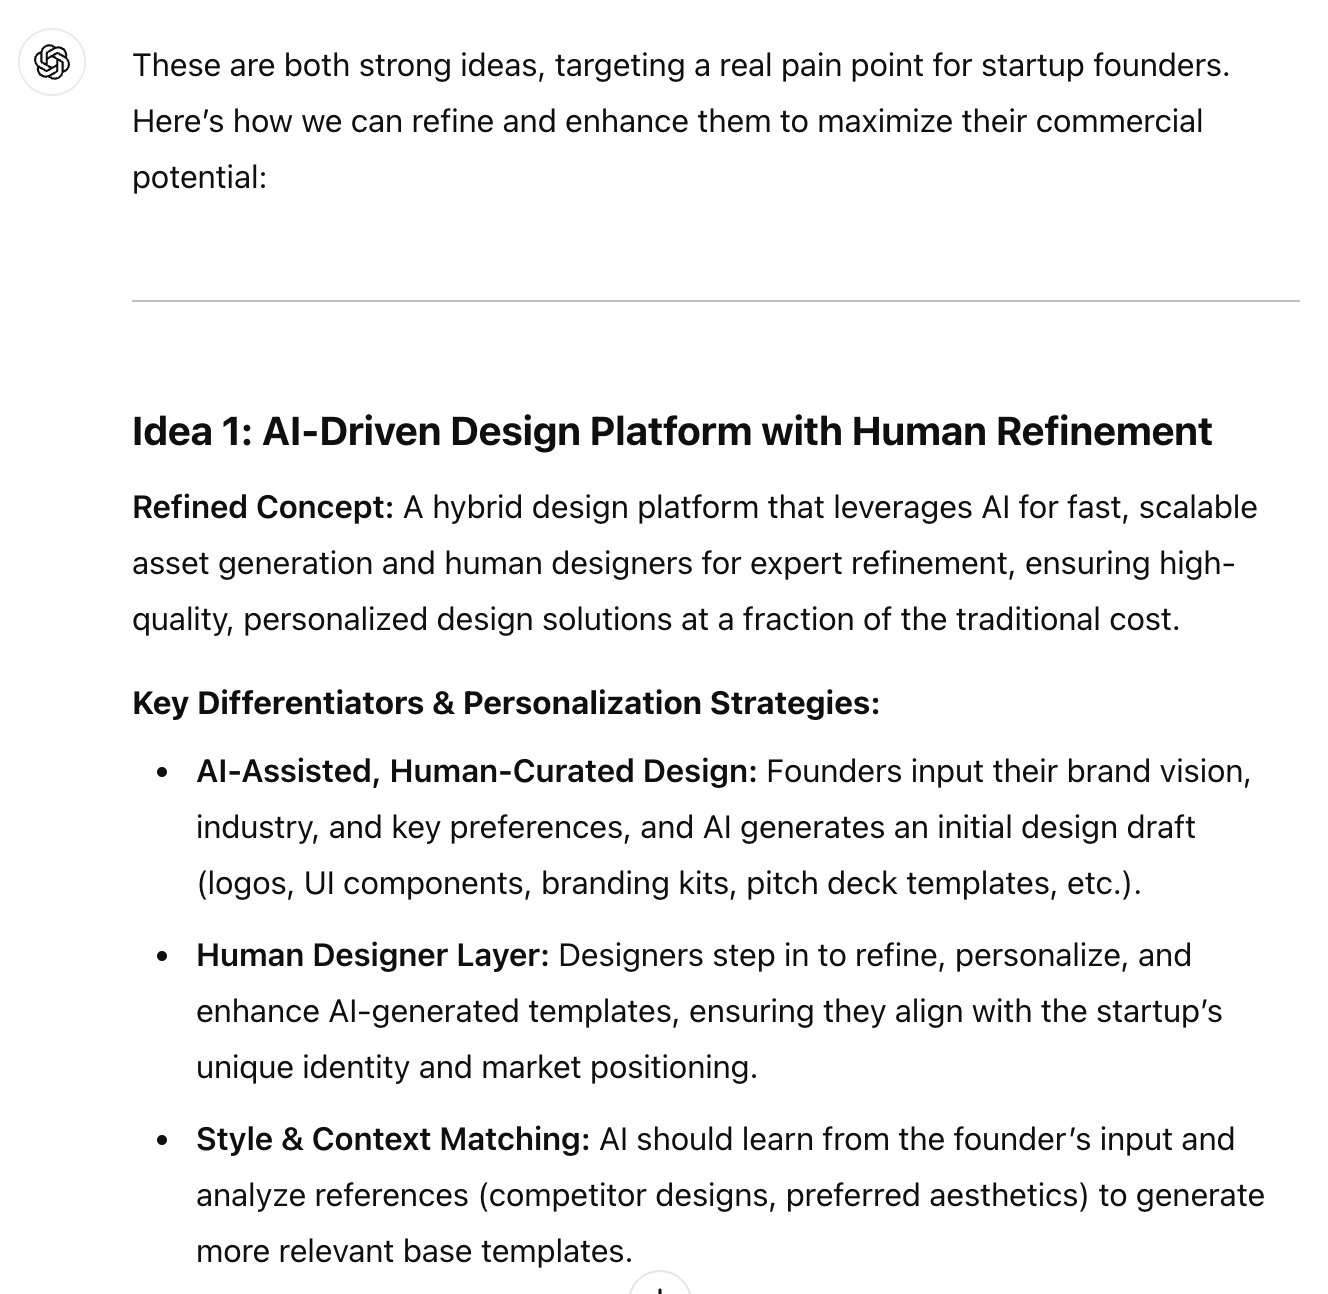 These are both strong ideas, targeting a real pain point for startup founders.
Here’s how we can refine and enhance them to maximize their commercial
potential:
Idea 1: AI-Driven Design Platform with Human Refinement
Refined Concept: A hybrid design platform that leverages AI for fast, scalable
asset generation and human designers for expert refinement, ensuring high-
quality, personalized design solutions at a fraction of the traditional cost.
Key Differentiators & Personalization Strategies:
• AI-Assisted, Human-Curated Design: Founders input their brand vision,
industry, and key preferences, and AI generates an initial design draft
(logos, UI components, branding kits, pitch deck templates, etc.).
• Human Designer Layer: Designers step in to refine, personalize, and
enhance AI-generated templates, ensuring they align with the startup’s
unique identity and market positioning.
• Style & Context Matching: AI should learn from the founder’s input and
analyze references (competitor designs, preferred aesthetics) to generate
more relevant base templates.